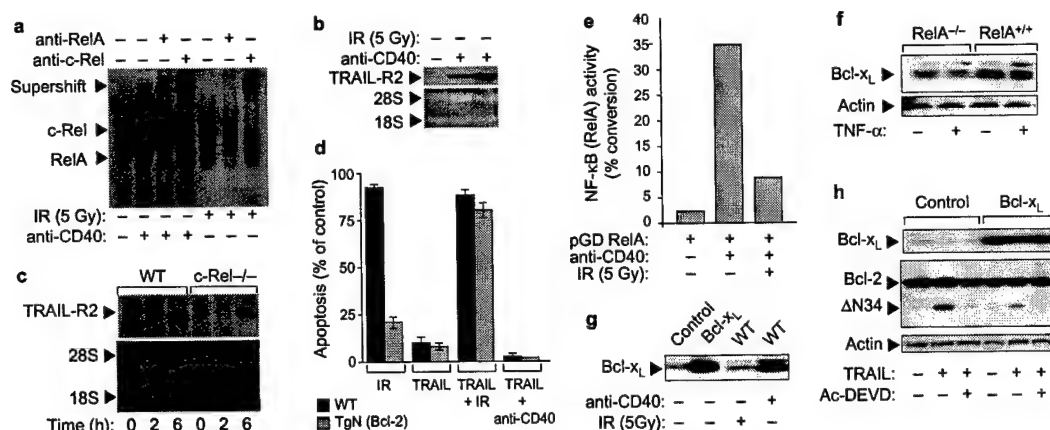 a
anti-RelA – – + – – + –
anti-c-Rel – – – + – – +
Supershift
c-Rel
RelA
IR (5 Gy): – – – – + + +
anti-CD40: – + + + – – –
b
IR (5 Gy): – – +
anti-CD40: – + +
TRAIL-R2
28S
18S
c
WT c-Rel–/–
TRAIL-R2
28S
18S
Time (h): 0 2 6 0 2 6
d
Apoptosis (% of control)
100
75
50
25
0
IR TRAIL TRAIL + IR TRAIL + anti-CD40
WT
TgN (Bcl-2)
e
NF-κB (RelA) activity (% conversion)
40
35
30
25
20
15
10
5
0
pGD RelA: + + +
anti-CD40: – + +
IR (5 Gy): – – +
f
RelA–/– RelA+/+
Bcl-xL
Actin
TNF-α: – + – +
g
Control Bcl-xL WT WT
Bcl-xL
anti-CD40: – – – +
IR (5Gy): – – + –
h
Control Bcl-xL
Bcl-xL
Bcl-2
ΔN34
Actin
TRAIL: – + + – + +
Ac-DEVD: – – + – – +